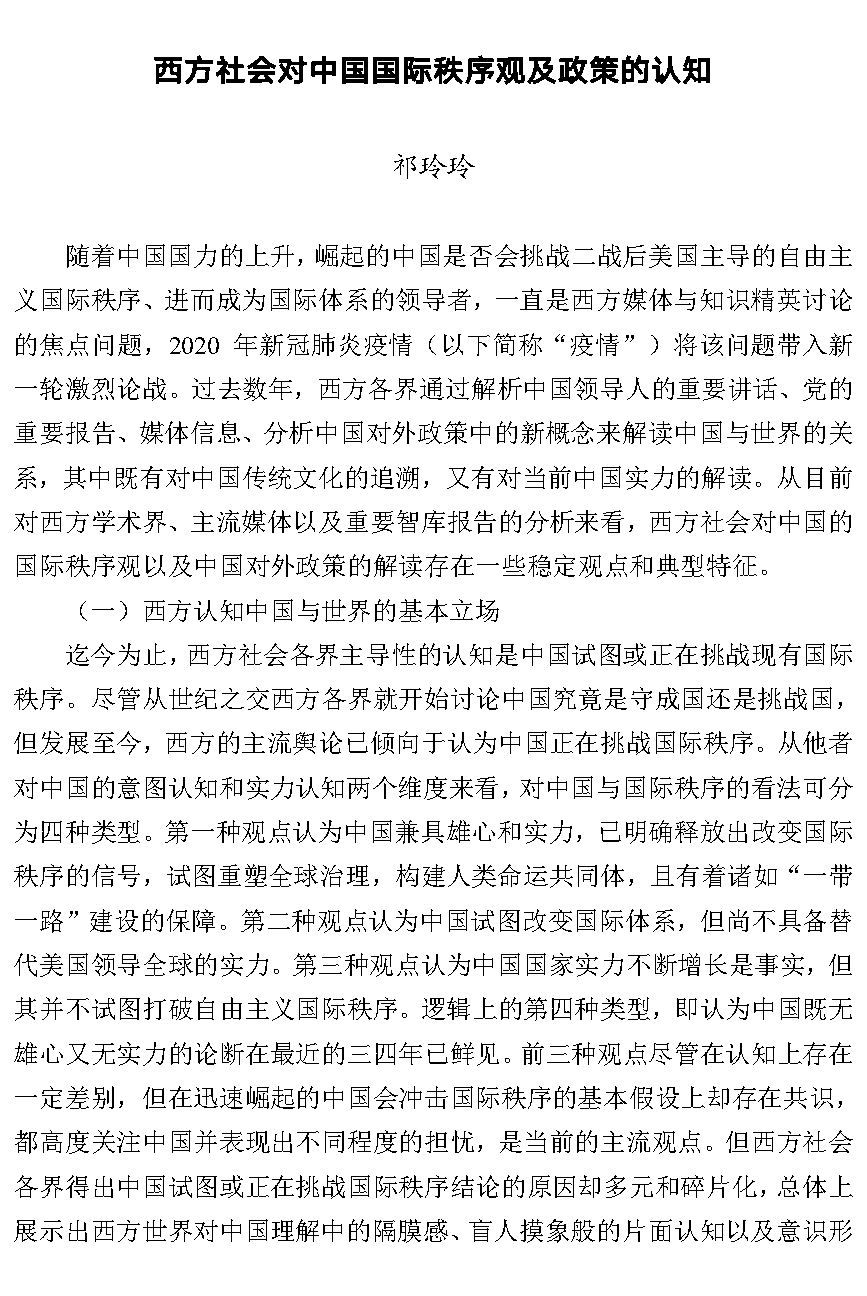 西方社会对中国国际秩序观及政策的认知
祁玲玲
随着中国国力的上升，崛起的中国是否会挑战二战后美国主导的自由主
义国际秩序、进而成为国际体系的领导者，一直是西方媒体与知识精英讨论
的焦点问题，2020 年新冠肺炎疫情（以下简称“疫情”）将该问题带入新
一轮激烈论战。过去数年，西方各界通过解析中国领导人的重要讲话、党的
重要报告、媒体信息、分析中国对外政策中的新概念来解读中国与世界的关
系，其中既有对中国传统文化的追溯，又有对当前中国实力的解读。从目前
对西方学术界、主流媒体以及重要智库报告的分析来看，西方社会对中国的
国际秩序观以及中国对外政策的解读存在一些稳定观点和典型特征。
（一）西方认知中国与世界的基本立场
迄今为止，西方社会各界主导性的认知是中国试图或正在挑战现有国际
秩序。尽管从世纪之交西方各界就开始讨论中国究竟是守成国还是挑战国，
但发展至今，西方的主流舆论已倾向于认为中国正在挑战国际秩序。从他者
对中国的意图认知和实力认知两个维度来看，对中国与国际秩序的看法可分
为四种类型。第一种观点认为中国兼具雄心和实力，已明确释放出改变国际
秩序的信号，试图重塑全球治理，构建人类命运共同体，且有着诸如“一带
一路”建设的保障。第二种观点认为中国试图改变国际体系，但尚不具备替
代美国领导全球的实力。第三种观点认为中国国家实力不断增长是事实，但
其并不试图打破自由主义国际秩序。逻辑上的第四种类型，即认为中国既无
雄心又无实力的论断在最近的三四年已鲜见。前三种观点尽管在认知上存在
一定差别，但在迅速崛起的中国会冲击国际秩序的基本假设上却存在共识，
都高度关注中国并表现出不同程度的担忧，是当前的主流观点。但西方社会
各界得出中国试图或正在挑战国际秩序结论的原因却多元和碎片化，总体上
展示出西方世界对中国理解中的隔膜感、盲人摸象般的片面认知以及意识形